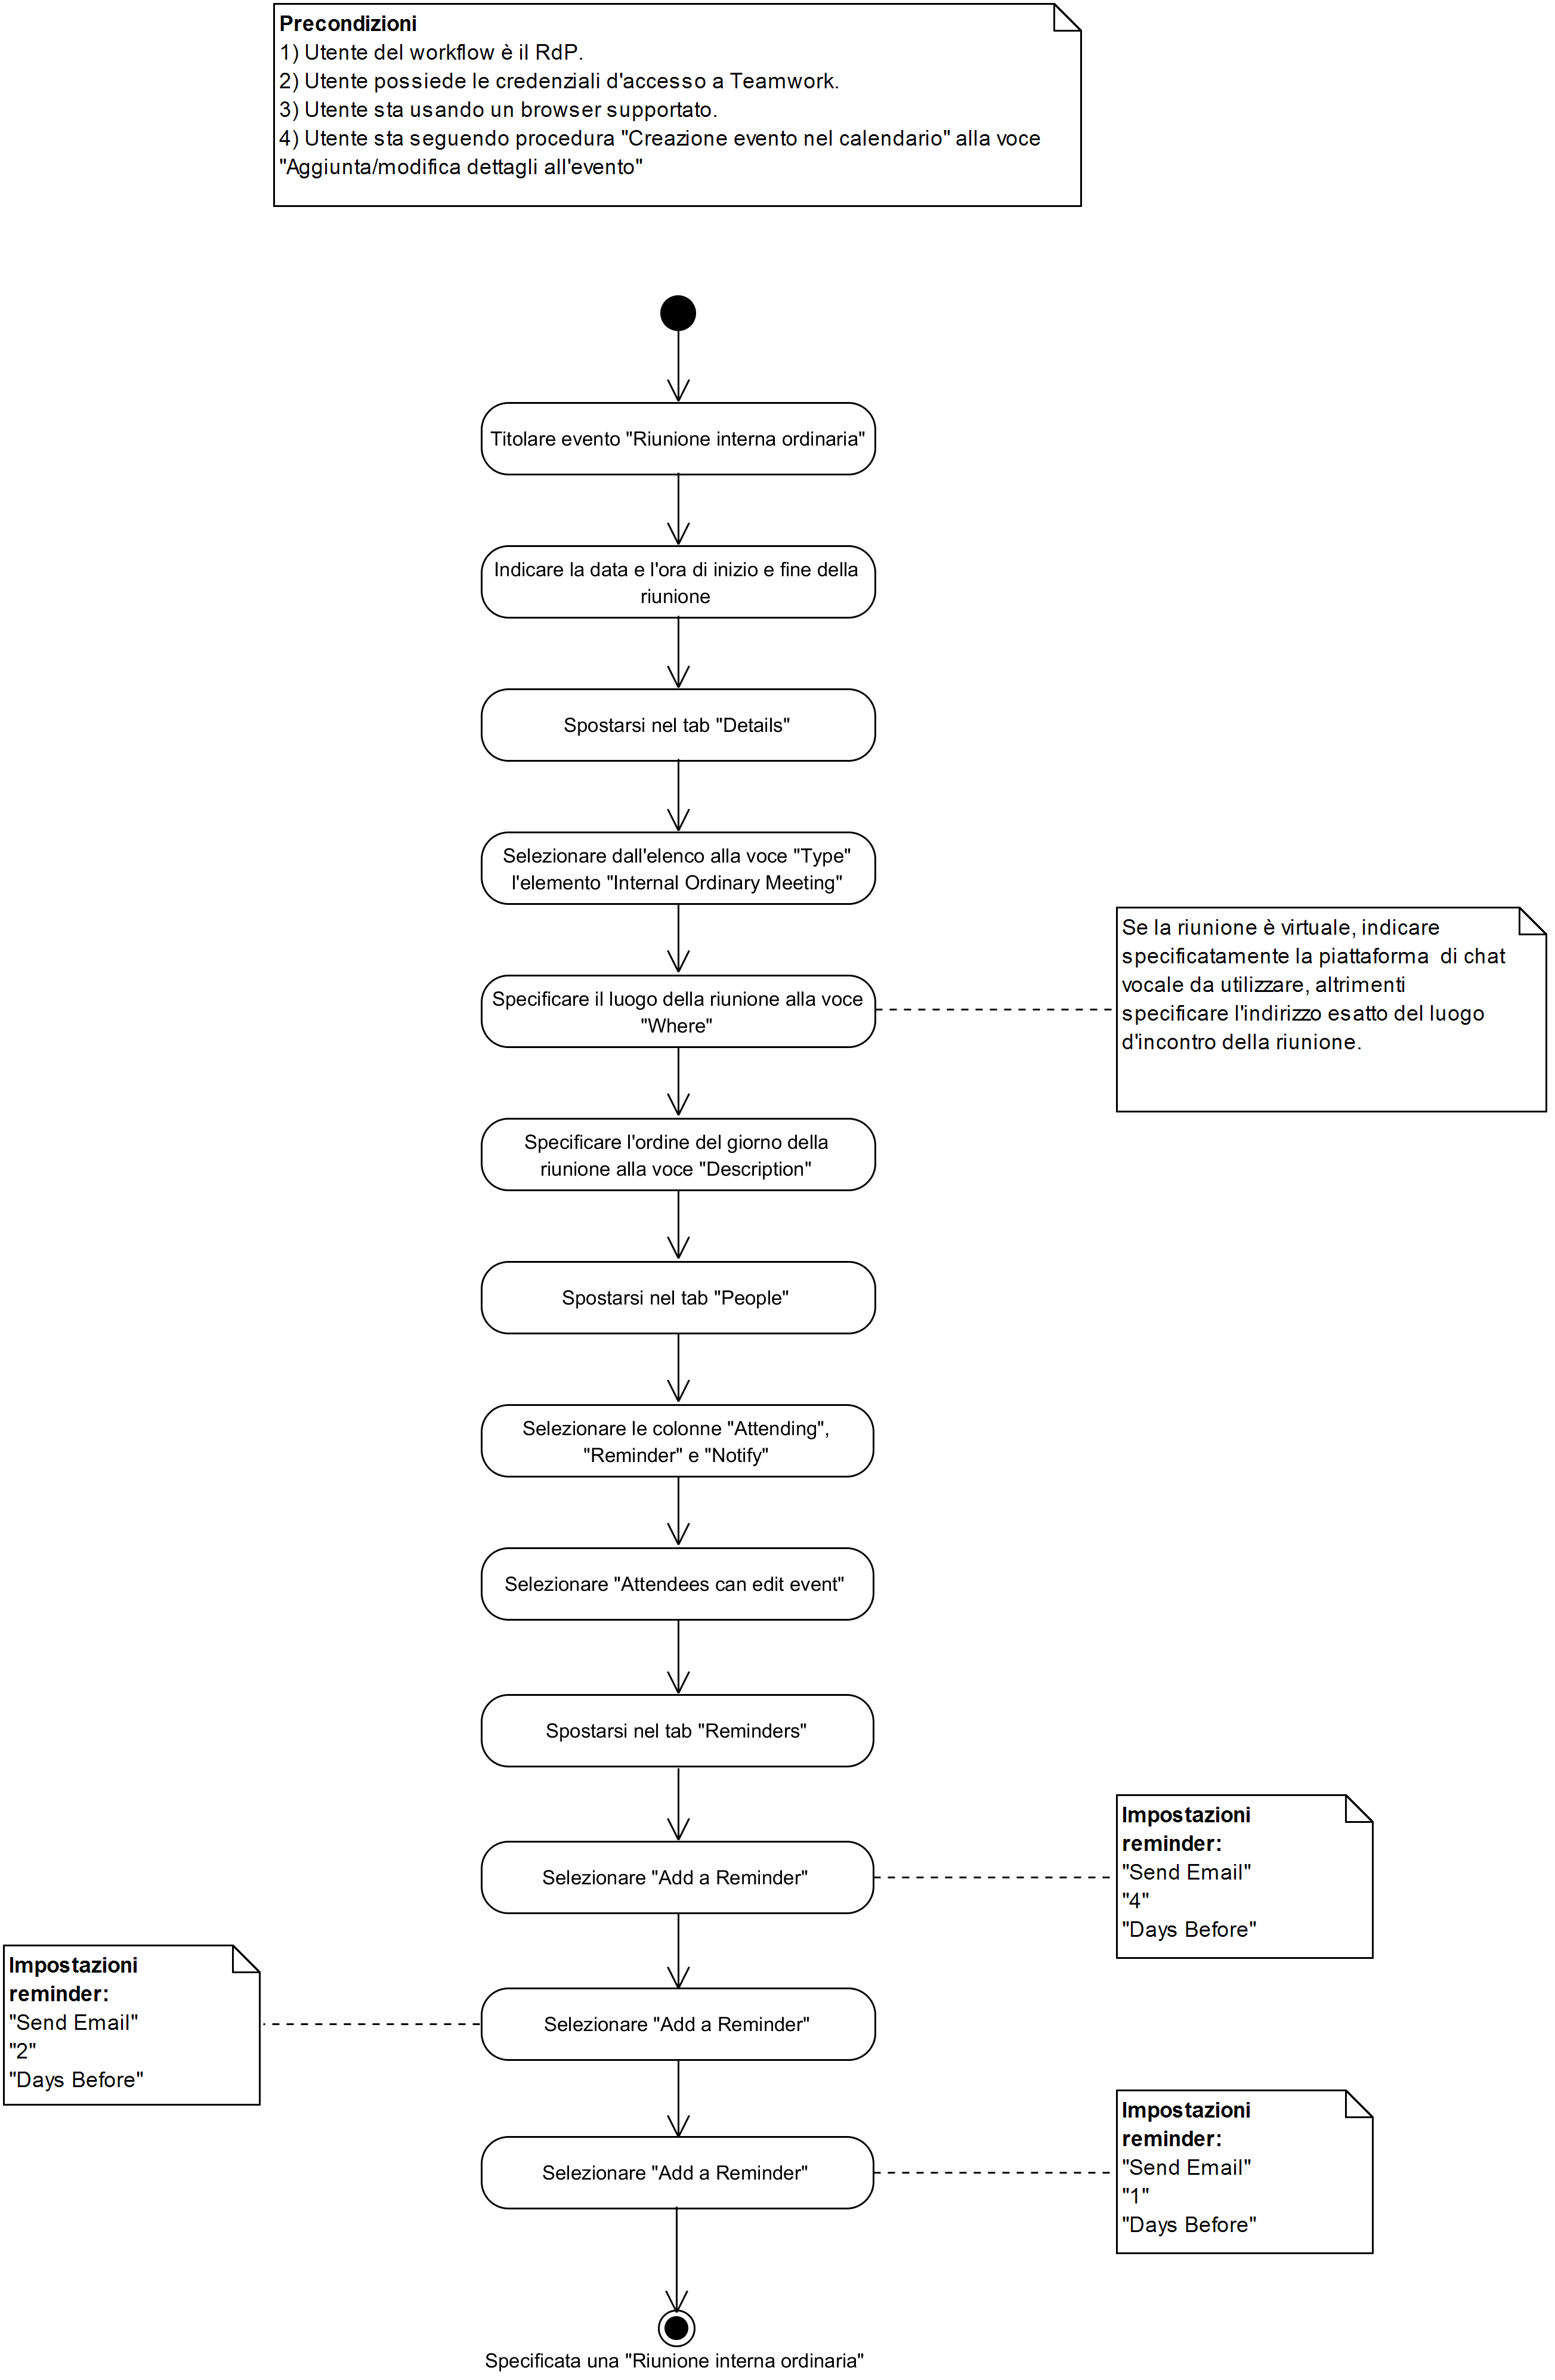 Precondizioni
1) Utente del workflow è il RdP.
2) Utente possiede le credenziali d'accesso a Teamwork.
3) Utente sta usando un browser supportato.
4) Utente sta seguendo procedura "Creazione evento nel calendario" alla voce
"Aggiunta/modifica dettagli all'evento"
Titolare evento "Riunione interna ordinaria"
Indicare la data e l'ora di inizio e fine della
riunione
Spostarsi nel tab "Details"
Selezionare dall'elenco alla voce "Type"
l'elemento "Internal Ordinary Meeting"
Specificare il luogo della riunione alla voce
"Where"
Se la riunione è virtuale, indicare
specificatamente la piattaforma  di chat
vocale da utilizzare, altrimenti
specificare l'indirizzo esatto del luogo
d'incontro della riunione.
Specificare l'ordine del giorno della
riunione alla voce "Description"
Spostarsi nel tab "People"
Selezionare le colonne "Attending",
"Reminder" e "Notify"
Selezionare "Attendees can edit event"
Spostarsi nel tab "Reminders"
Selezionare "Add a Reminder"
Impostazioni
reminder:
"Send Email"
"4"
"Days Before"
Selezionare "Add a Reminder"
Impostazioni
reminder:
"Send Email"
"2"
"Days Before"
Selezionare "Add a Reminder"
Impostazioni
reminder:
"Send Email"
"1"
"Days Before"
Specificata una "Riunione interna ordinaria"